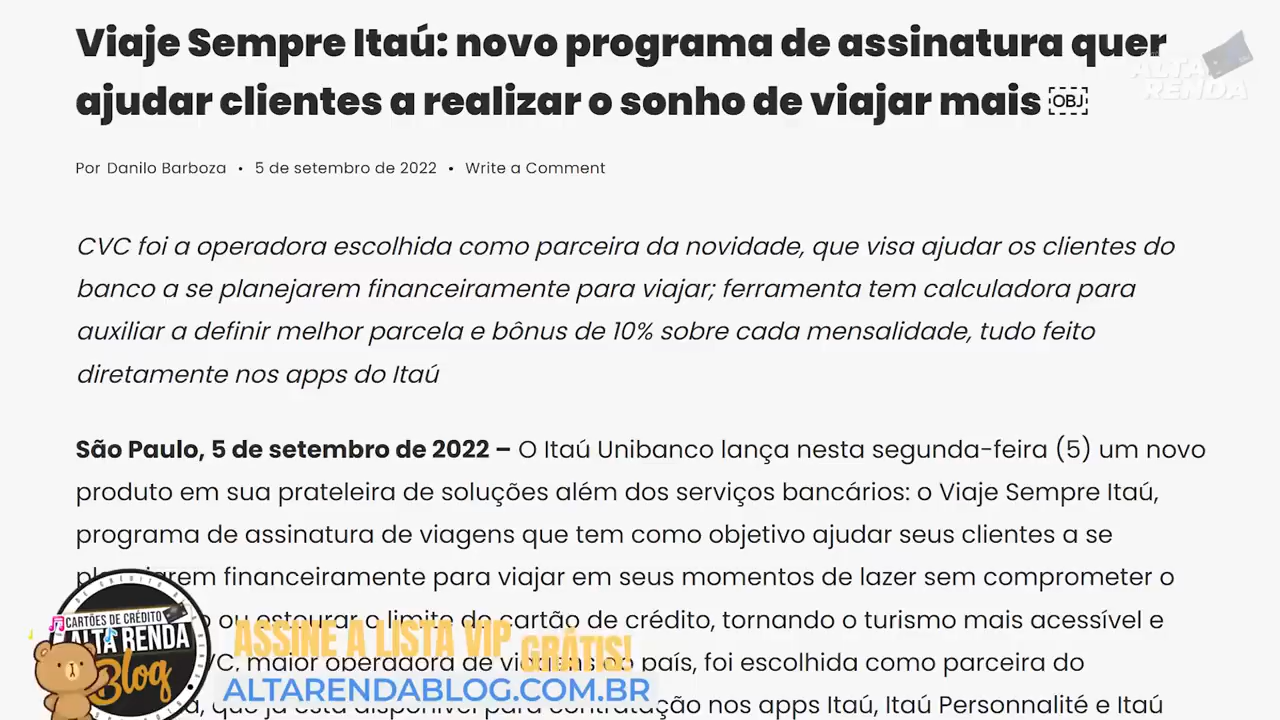 Viaje Sempre Itaú: novo programa de assinatura quer
ajudar clientes a realizar o sonho de viajar mais OBJ
ALTA
RENDA
Por Danilo Barboza • 5 de setembro de 2022 • Write a Comment
CVC foi a operadora escolhida como parceira da novidade, que visa ajudar os clientes do
banco a se planejarem financeiramente para viajar; ferramenta tem calculadora para
auxiliar a definir melhor parcela e bônus de 10% sobre cada mensalidade, tudo feito
diretamente nos apps do Itaú
São Paulo, 5 de setembro de 2022 – O Itaú Unibanco lança nesta segunda-feira (5) um novo
produto em sua prateleira de soluções além dos serviços bancários: o Viaje Sempre Itaú,
programa de assinatura de viagens que tem como objetivo ajudar seus clientes a se
financeiramente para viajar em seus momentos de lazer sem comprometer o
ou estourar o limite do cartão de crédito, tornando o turismo mais acessível e
maior operadora de viagens do país, foi escolhida como parceira do
que já está disponível para contratação nos apps Itaú, Itaú Personnalité e Itaú
CARTÕES DE CRÉDITO
ALTA RENDA
Blog
ASSINE A LISTA VIP GRÁTIS!
ALTARENDABLOG.COM.BR